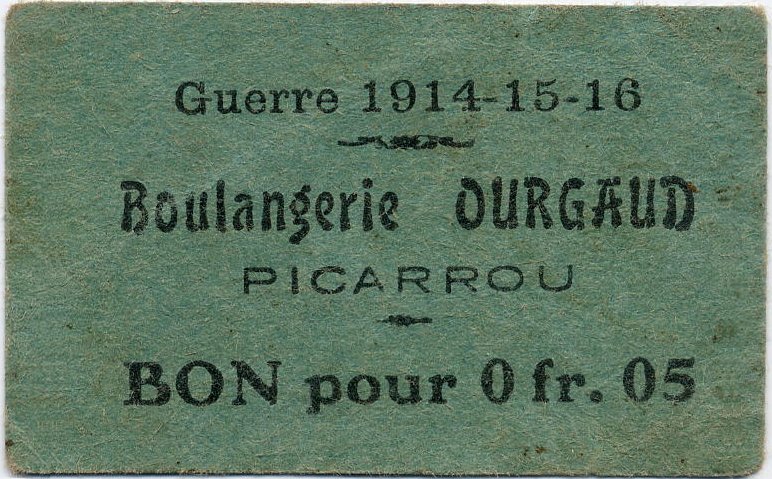 Guerre 1914-15-16
Boulangerie OURGAUD
PICARROU
BON pour 0 fr. 05